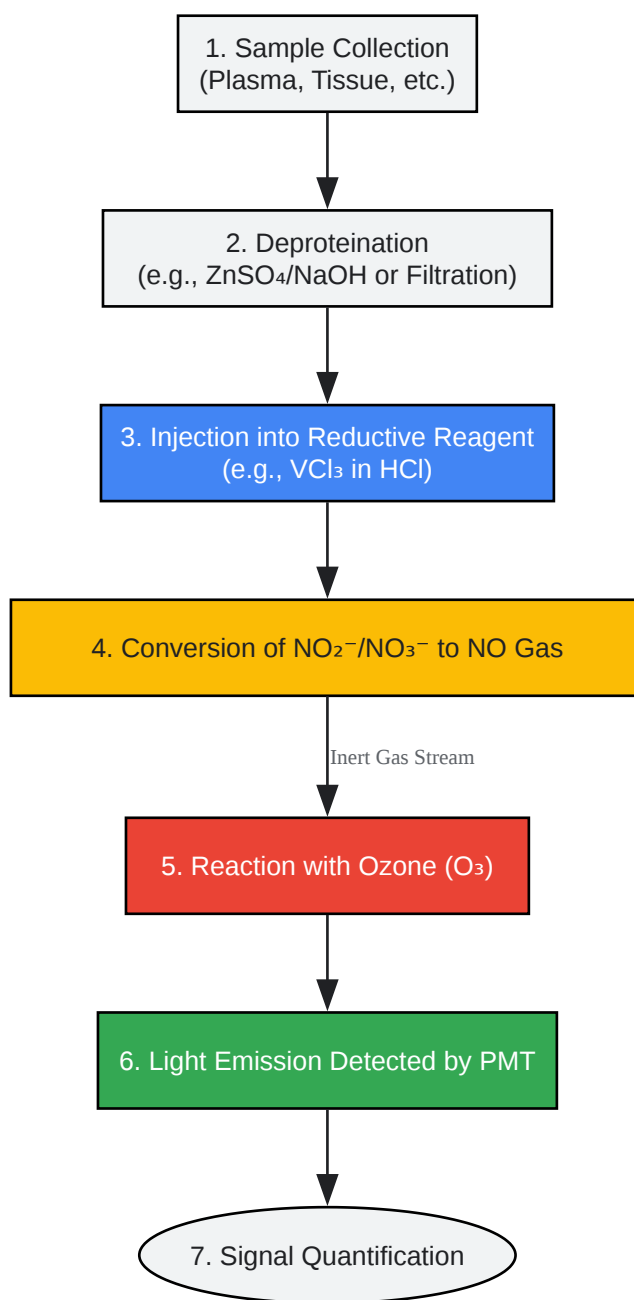 1. Sample Collection
(Plasma, Tissue, etc.)
2. Deproteination
(e.g., ZnSO₄/NaOH or Filtration)
3. Injection into Reductive Reagent
(e.g., VCl₃ in HCl)
4. Conversion of NO₂⁻/NO₃⁻ to NO Gas
Inert Gas Stream
5. Reaction with Ozone (O₃)
6. Light Emission Detected by PMT
7. Signal Quantification